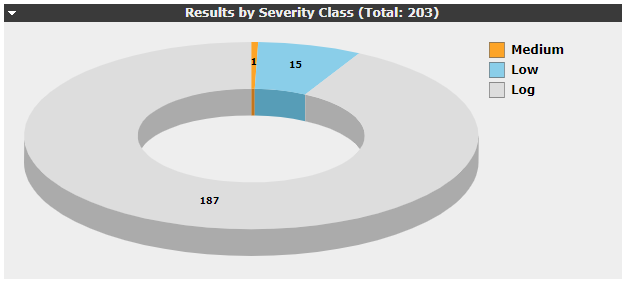 Results by Severity Class (Total: 203)
1
15
Medium
Low
Log
187